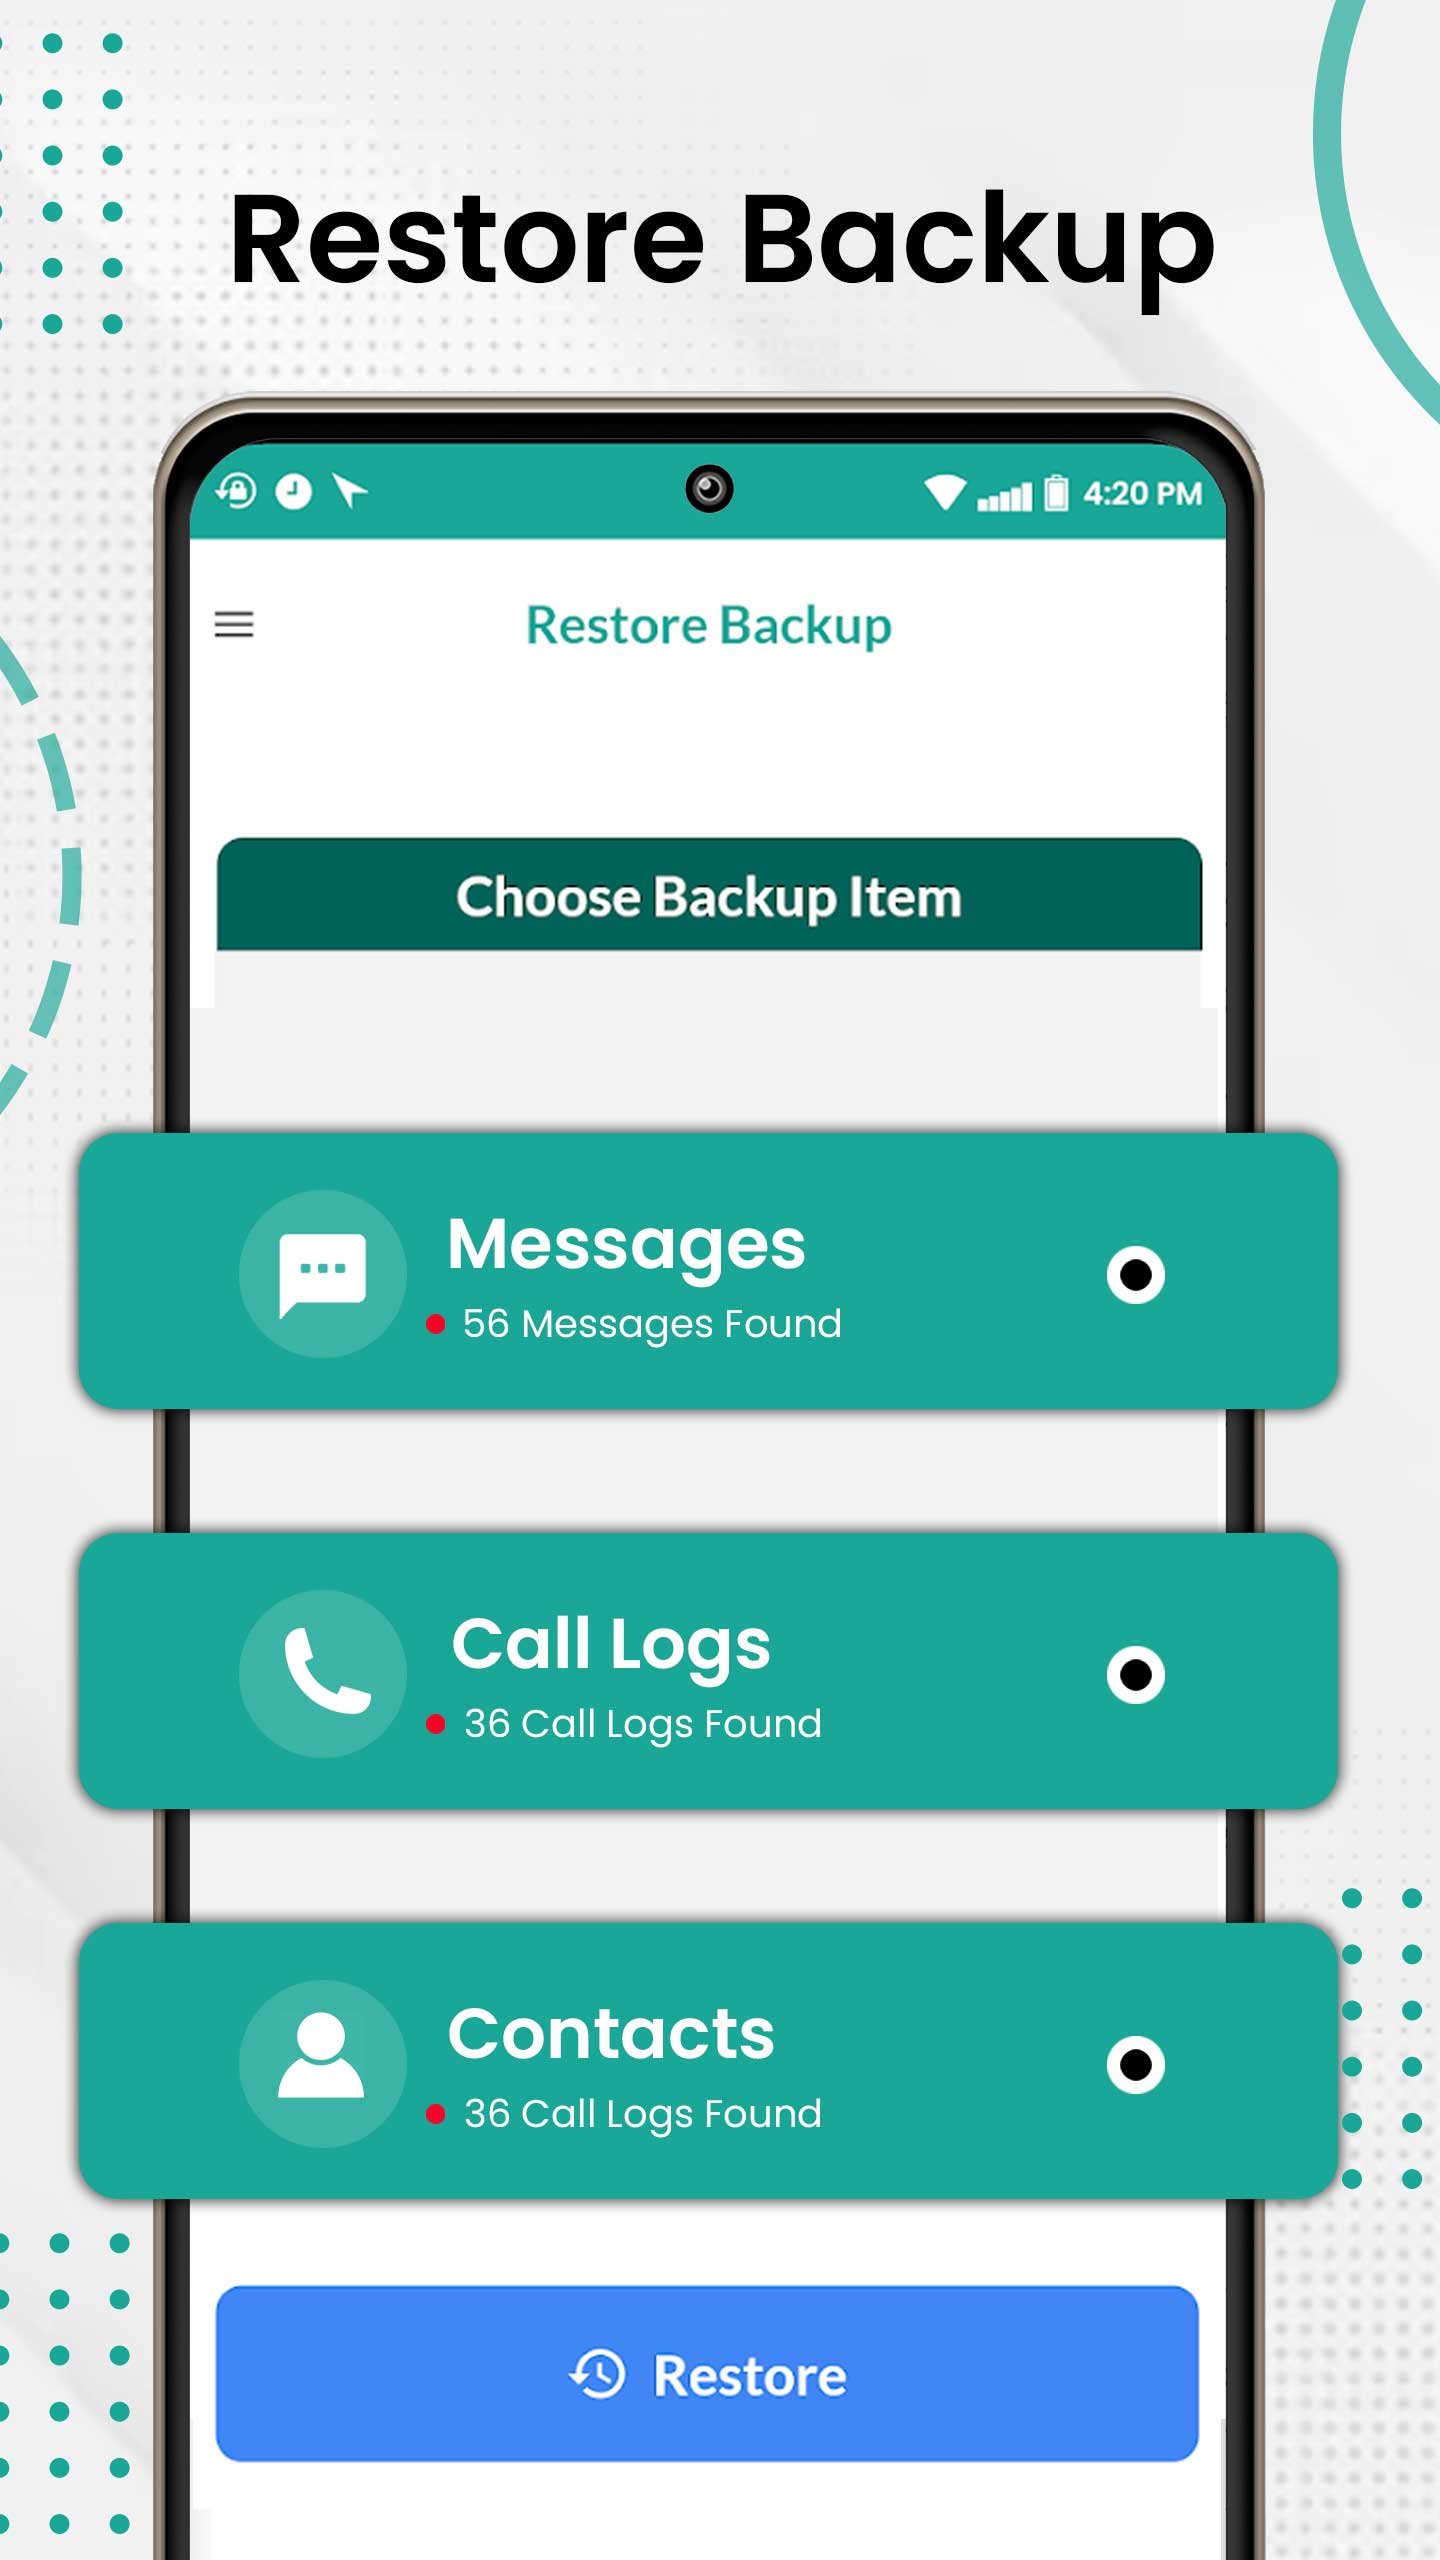 Restore Backup
4:20 PM
Restore Backup
Choose Backup Item
Messages
56 Messages Found
Call Logs
36 Call Logs Found
Contacts
36 Call Logs Found
Restore